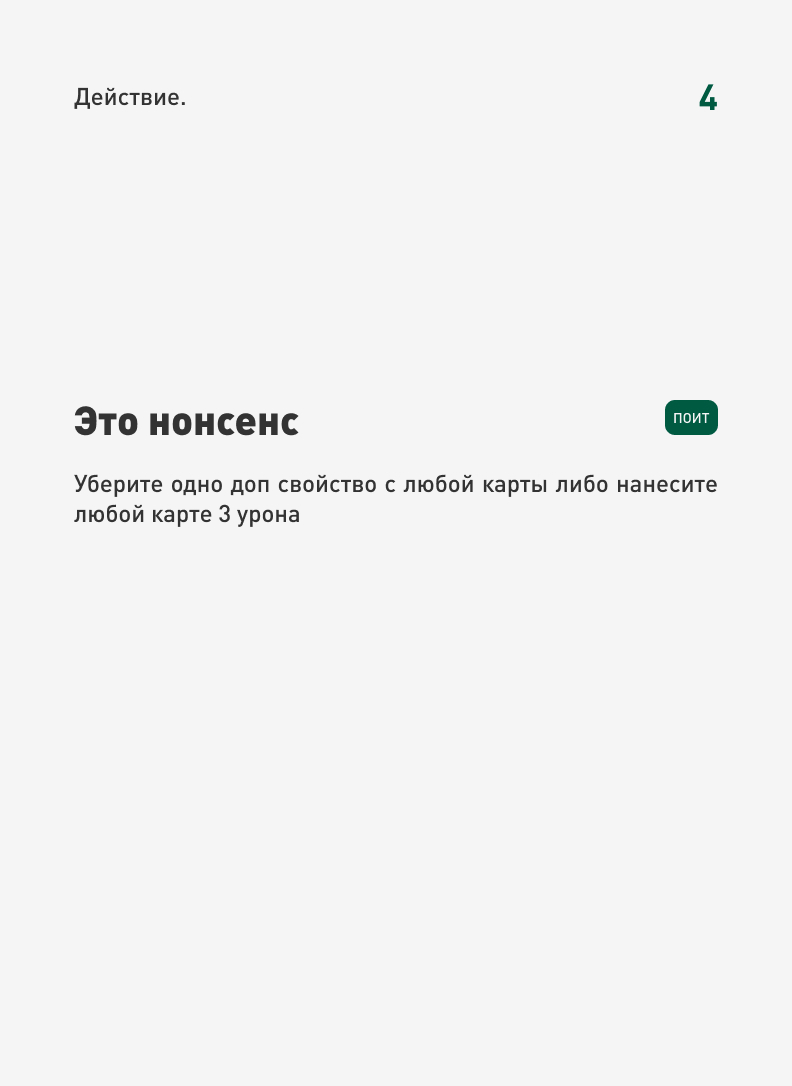 Действие.
4
Это нонсенс
ПОИТ
Уберите одно доп свойство с любой карты либо нанесите
любой карте 3 урона